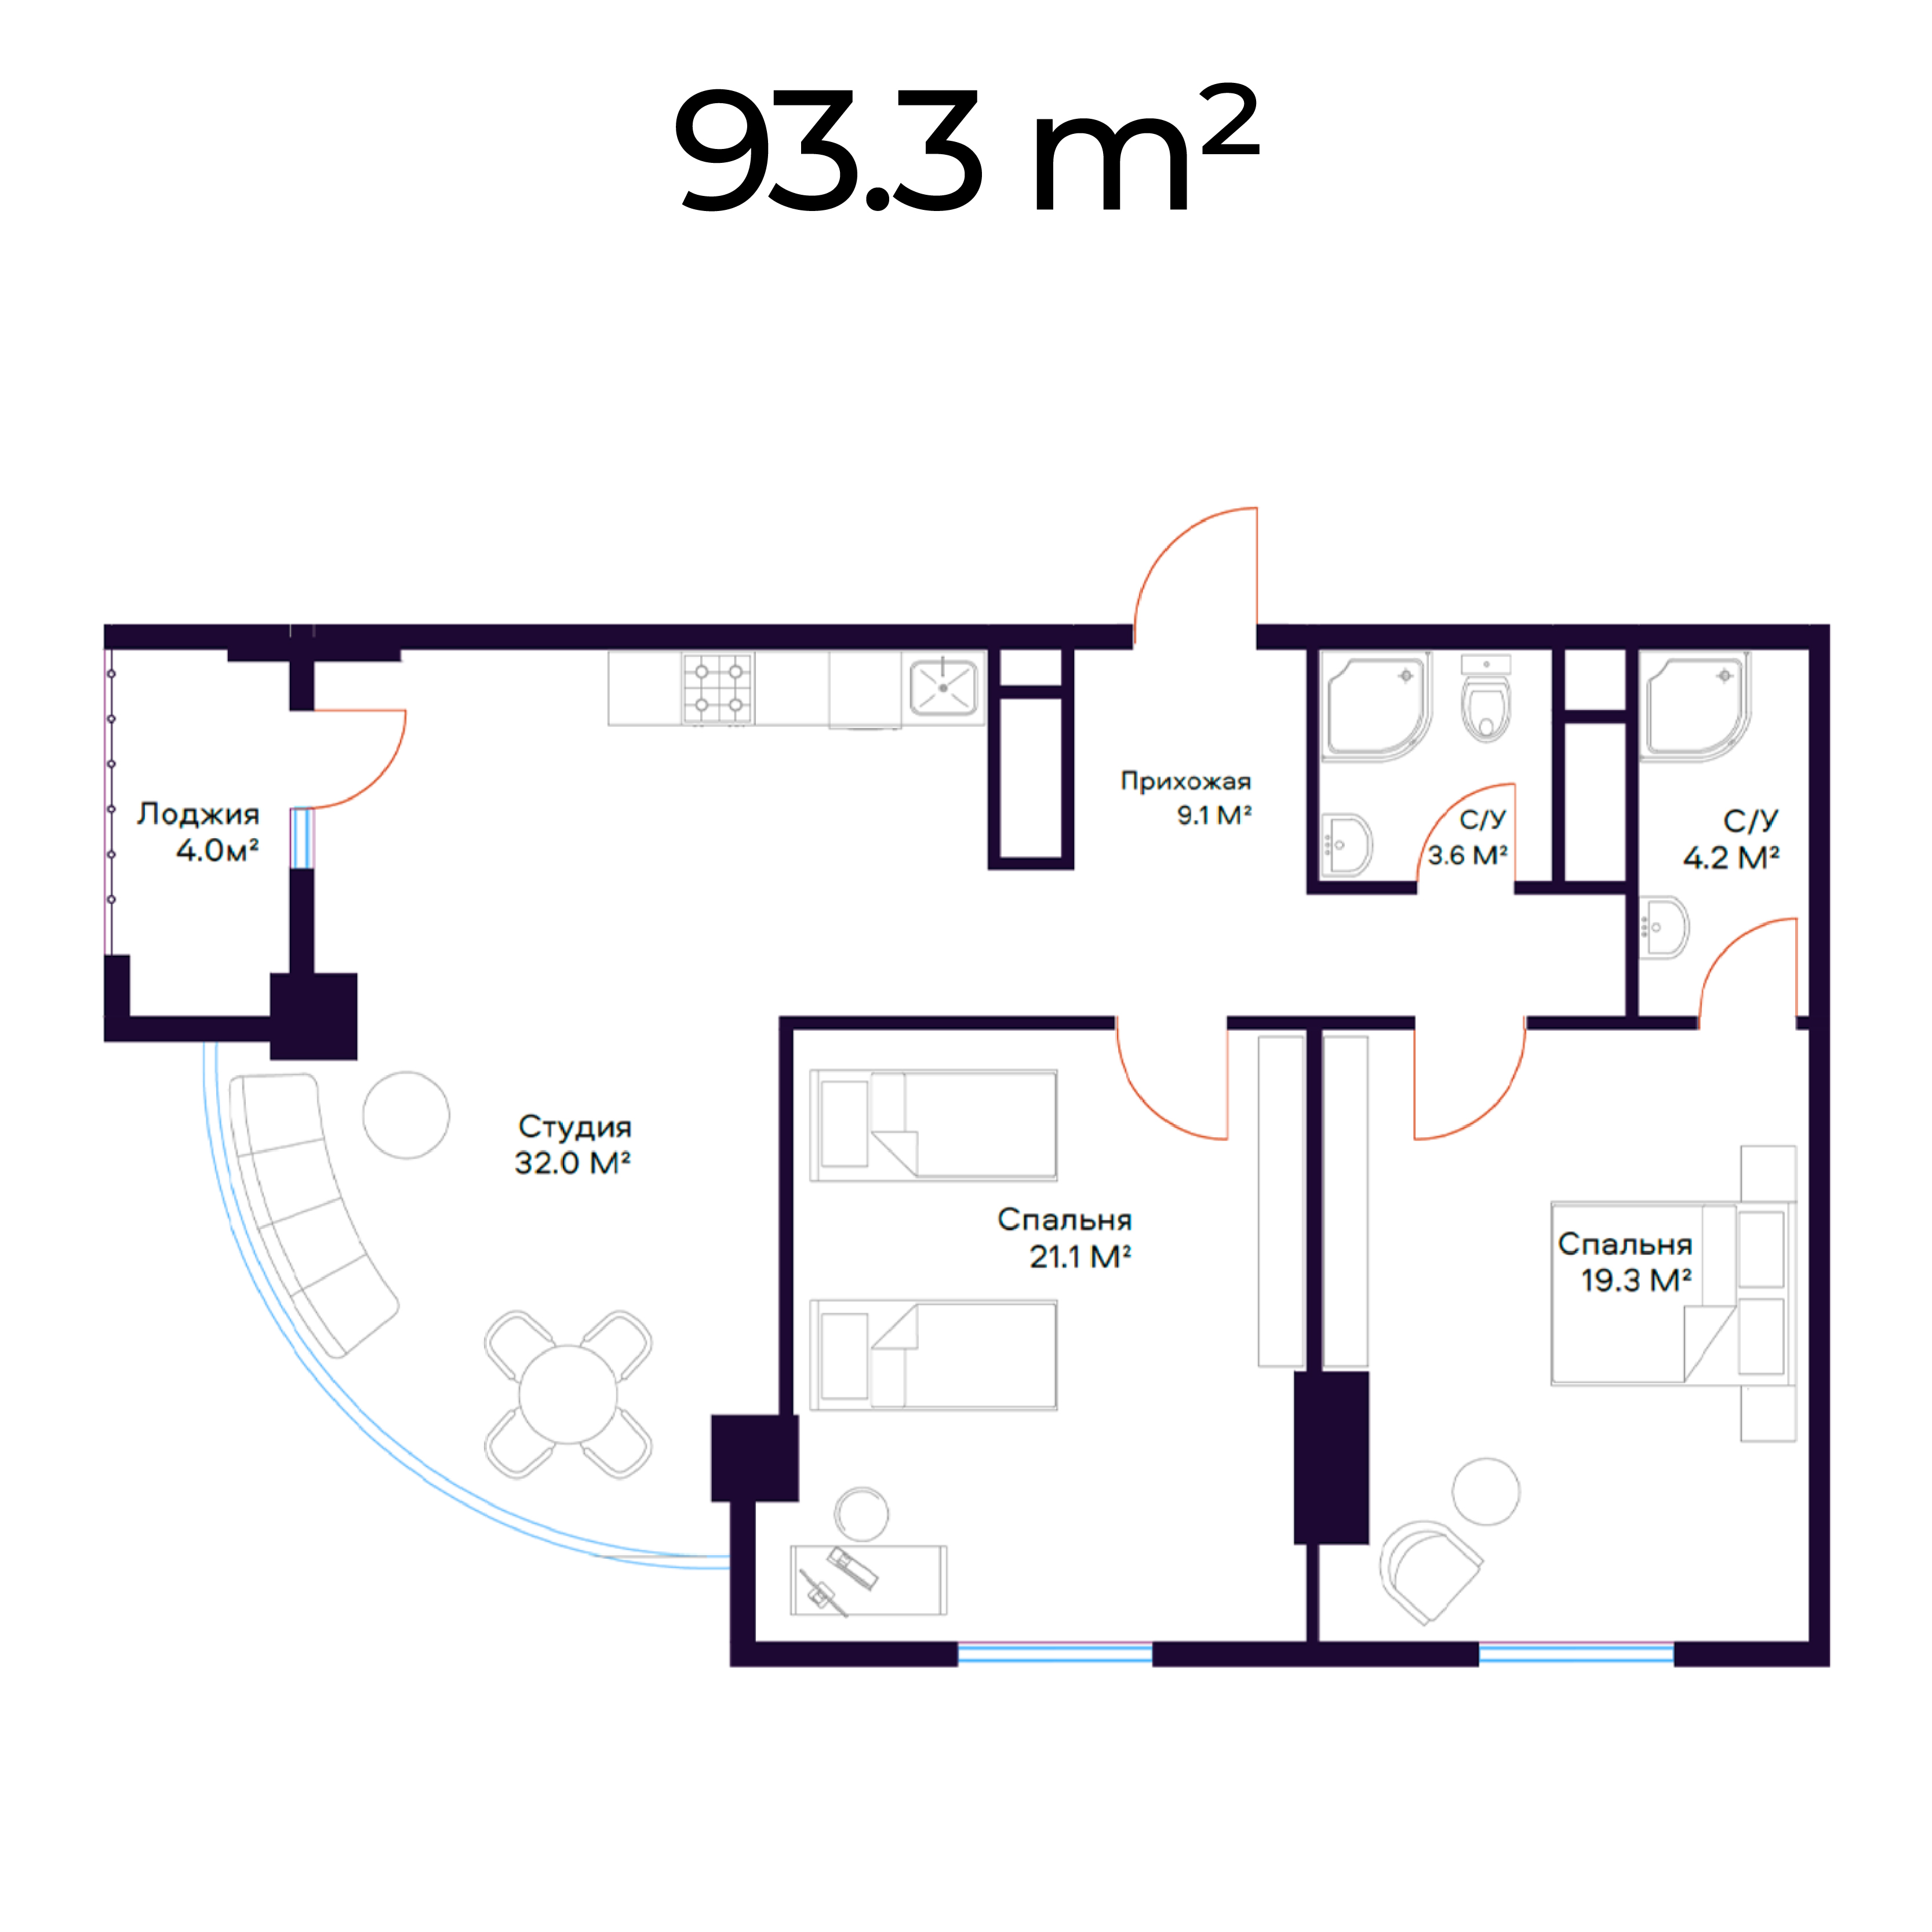 93.3 m²
Прихожая
9.1 М²
Лоджия
4.0м²
С/У
3.6 М²
С/У
4.2 М²
Студия
32.0 М²
Спальня
21.1 М²
Спальня
19.3 М²